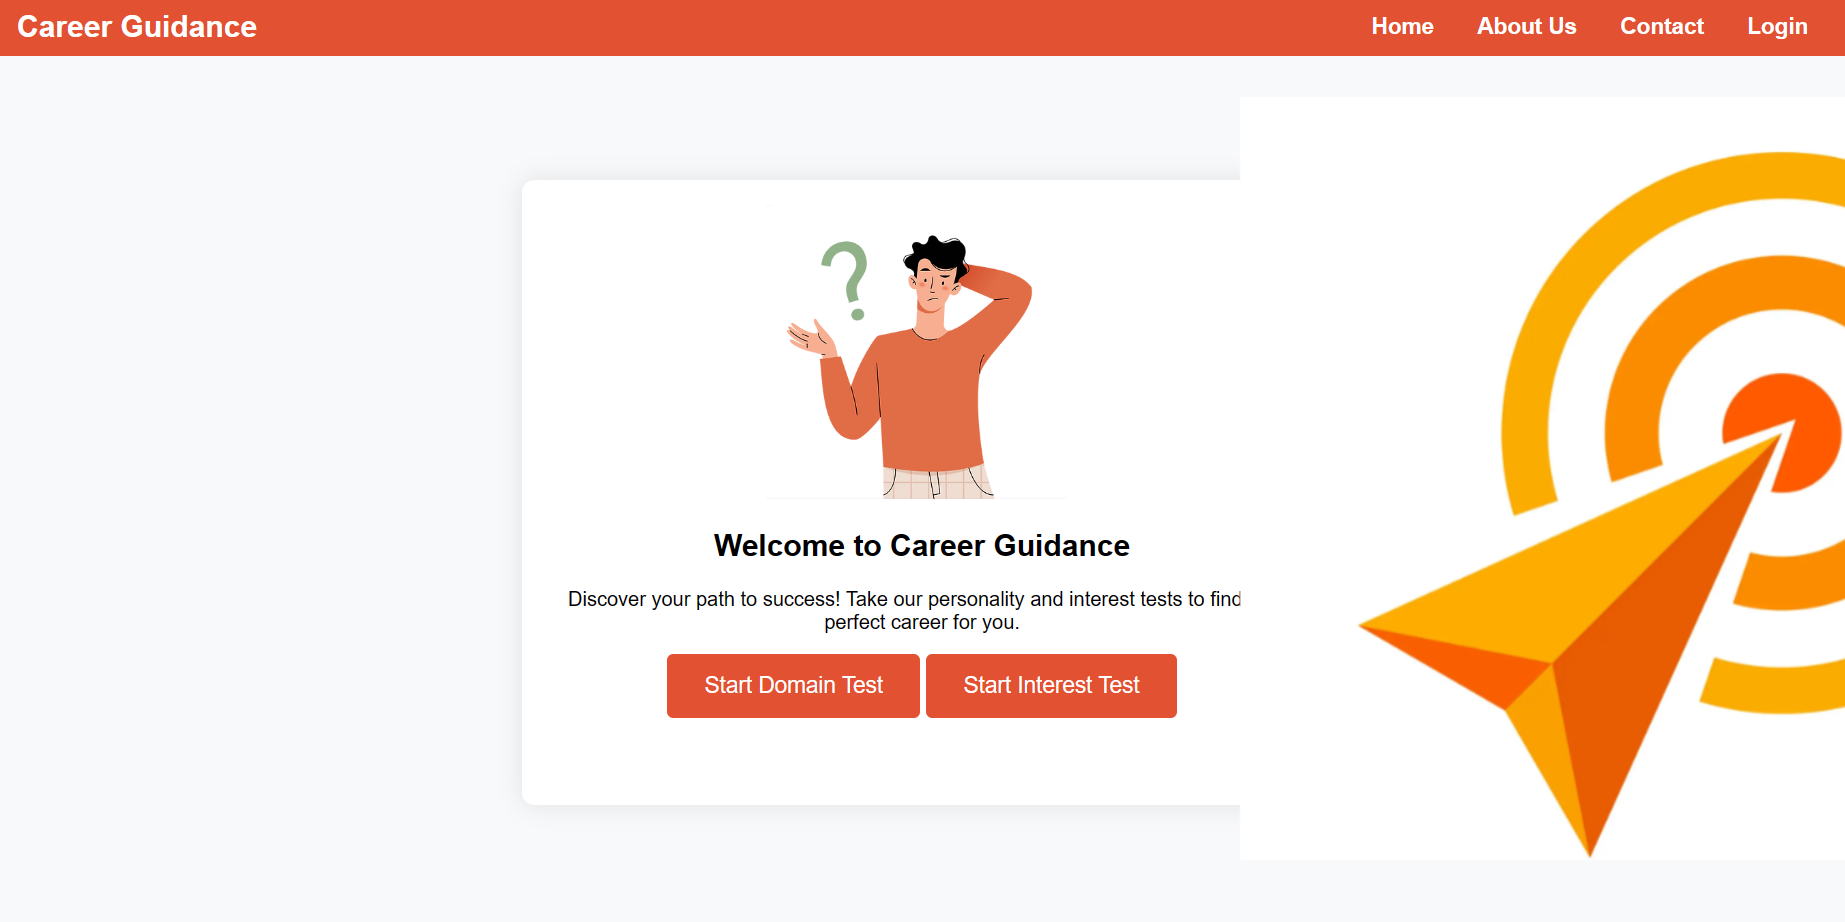 Career Guidance
Home
About Us
Contact
Login
?
Welcome to Career Guidance
Discover your path to success! Take our personality and interest tests to find
perfect career for you.
Start Domain Test
Start Interest Test